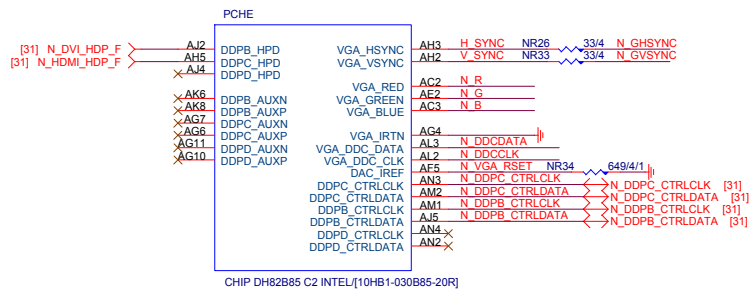 PCHE
[31] N_DVI_HDP_F AJ2 DDPB_HPD VGA_HSYNC AH3 H_SYNC NR26 33/4 N_GHSYNC
[31] N_HDMI_HDP_F AH5 DDPC_HPD VGA_VSYNC AH2 V_SYNC NR33 33/4 N_GVSYNC
AJ4 DDPD_HPD
VGA_RED AC2 N_R
AK6 DDPB_AUXN VGA_GREEN AE2 N_G
AK8 DDPB_AUXP VGA_BLUE AC3 N_B
AG7 DDPC_AUXN
AG6 DDPC_AUXP VGA_IRTN AG4
AG11 DDPD_AUXN VGA_DDC_DATA AL3 N_DDCDATA
AG10 DDPD_AUXP VGA_DDC_CLK AL2 N_DDCCLK
DAC_IREF AF5 N_VGA_RSET NR34 649/4/1
DDPC_CTRLCLK AN3 N_DDPC_CTRLCLK N_DDPC_CTRLCLK [31]
DDPC_CTRLDATA AM2 N_DDPC_CTRLDATA N_DDPC_CTRLDATA [31]
DDPB_CTRLCLK AM1 N_DDPB_CTRLCLK N_DDPB_CTRLCLK [31]
DDPB_CTRLDATA AJ5 N_DDPB_CTRLDATA N_DDPB_CTRLDATA [31]
DDPD_CTRLCLK AN4
DDPD_CTRLDATA AN2
CHIP DH82B85 C2 INTEL/[10HB1-030B85-20R]